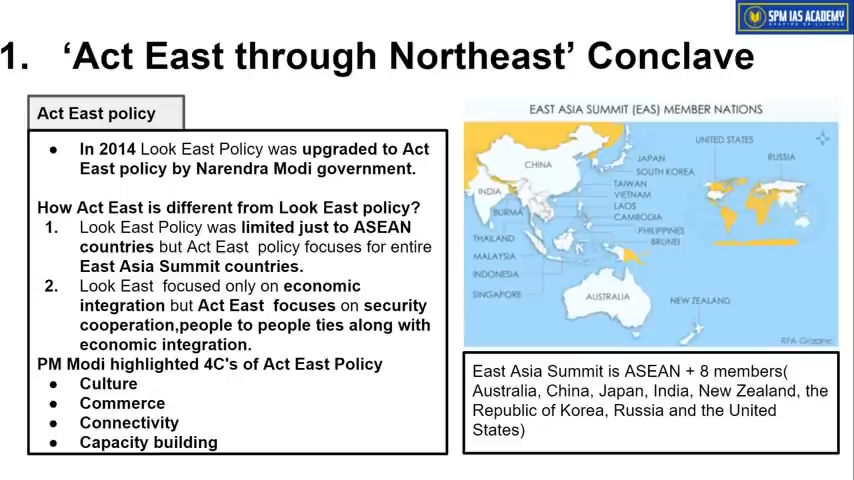 SPM IAS ACADEMY
1. ‘Act East through Northeast’ Conclave
Act East policy
● In 2014 Look East Policy was upgraded to Act
East policy by Narendra Modi government.
How Act East is different from Look East policy?
1. Look East Policy was limited just to ASEAN
countries but Act East policy focuses for entire
East Asia Summit countries.
2. Look East focused only on economic
integration but Act East focuses on security
cooperation,people to people ties along with
economic integration.
PM Modi highlighted 4C's of Act East Policy
● Culture
● Commerce
● Connectivity
● Capacity building
EAST ASIA SUMMIT (EAS) MEMBER NATIONS
UNITED STATES
RUSSIA
CHINA
JAPAN
SOUTH KOREA
TAIWAN
INDIA
VIETNAM
LAOS
BURMA
CAMBODIA
PHILIPPINES
THAILAND
BRUNEI
MALAYSIA
INDONESIA
SINGAPORE
AUSTRALIA
NEW ZEALAND
East Asia Summit is ASEAN + 8 members(
Australia, China, Japan, India, New Zealand, the
Republic of Korea, Russia and the United
States)